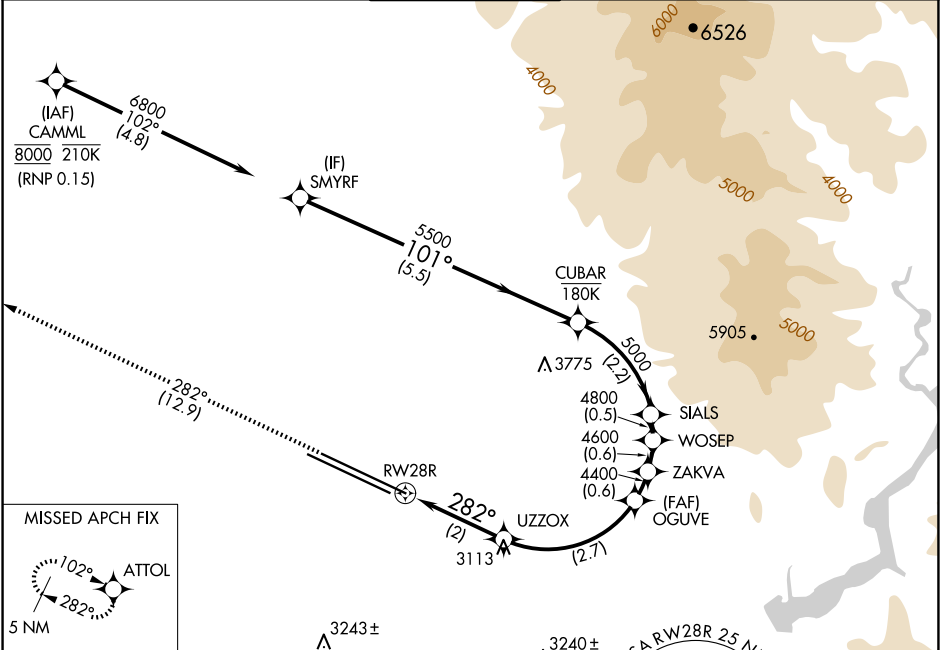 6000
6526
4000
(IAF)
CAMML
8000 210K
(RNP 0.15)
6800
102°
(4.8)
(IF)
SMYRF
5000
4000
5500
101°
(5.5)
CUBAR
180K
5905
5000
3775
5000
(2.2)
282°
(12.9)
4800
(0.5)
SIALS
4600
(0.6)
WOSEP
4400
(0.6)
ZAKVA
(FAF)
OGUVE
RW28R
282°
(2)
UZZOX
3113
(2.7)
MISSED APCH FIX
102°
ATTOL
282°
5 NM
3243±
3240±
RW28R 25